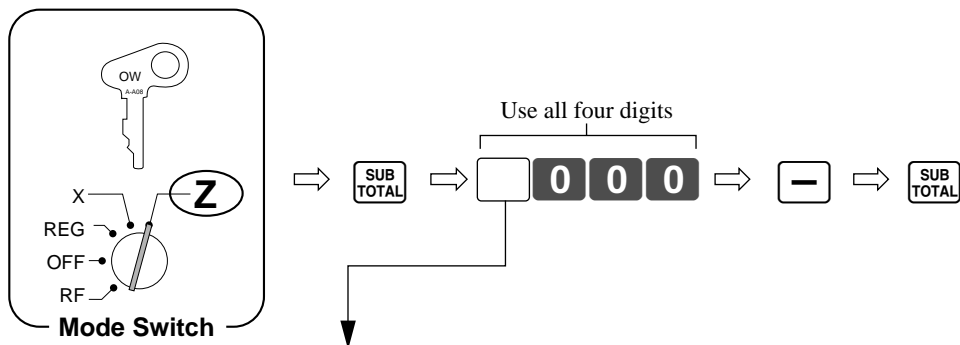 OW
A-A08
X
Z
REG
OFF
RF
Mode Switch
SUB
TOTAL
Use all four digits
0 0 0
−
SUB
TOTAL